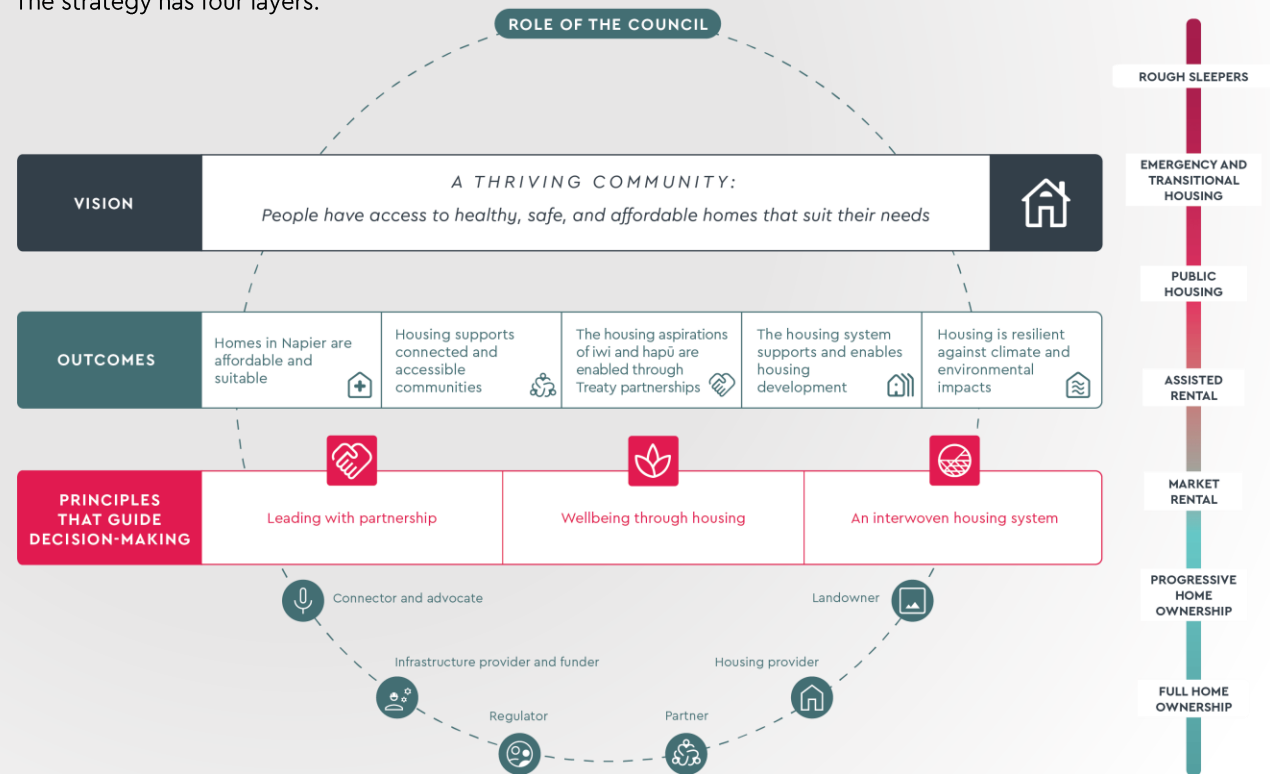 The strategy has four layers.
ROLE OF THE COUNCIL
VISION
A THRIVING COMMUNITY:
People have access to healthy, safe, and affordable homes that suit their needs
OUTCOMES
Homes in Napier are
affordable and
suitable
Housing supports
connected and
accessible
communities
The housing aspirations
of iwi and hapū are
enabled through
Treaty partnerships
The housing system
supports and enables
housing
development
Housing is resilient
against climate and
environmental
impacts
PRINCIPLES
THAT GUIDE
DECISION-MAKING
Leading with partnership
Wellbeing through housing
An interwoven housing system
Connector and advocate
Landowner
Infrastructure provider and funder
Housing provider
Regulator
Partner
ROUGH SLEEPERS
EMERGENCY AND
TRANSITIONAL
HOUSING
PUBLIC
HOUSING
ASSISTED
RENTAL
MARKET
RENTAL
PROGRESSIVE
HOME
OWNERSHIP
FULL HOME
OWNERSHIP